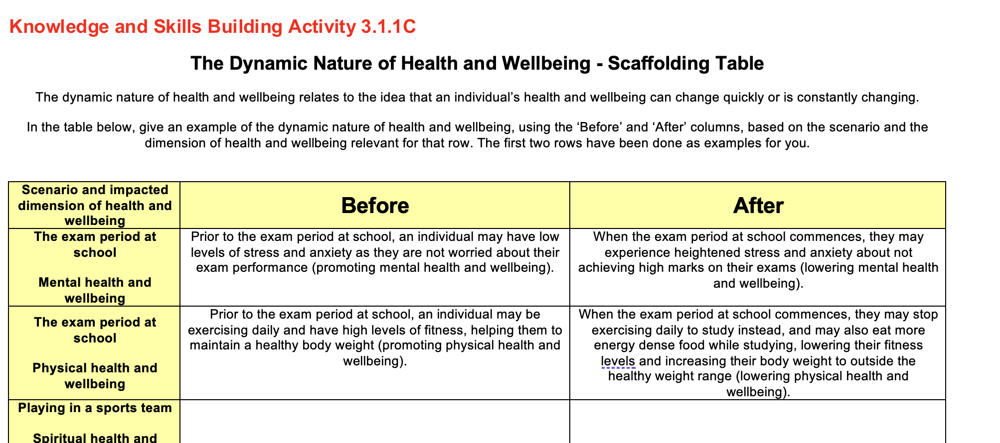 Knowledge and Skills Building Activity 3.1.1C
The Dynamic Nature of Health and Wellbeing - Scaffolding Table
The dynamic nature of health and wellbeing relates to the idea that an individual’s health and wellbeing can change quickly or is constantly changing.
In the table below, give an example of the dynamic nature of health and wellbeing, using the ‘Before’ and ‘After’ columns, based on the scenario and the
dimension of health and wellbeing relevant for that row. The first two rows have been done as examples for you.
Scenario and impacted
dimension of health and
wellbeing
Before
After
The exam period at
school
Mental health and
wellbeing
Prior to the exam period at school, an individual may have low
levels of stress and anxiety as they are not worried about their
exam performance (promoting mental health and wellbeing).
When the exam period at school commences, they may
experience heightened stress and anxiety about not
achieving high marks on their exams (lowering mental health
and wellbeing).
The exam period at
school
Physical health and
wellbeing
Prior to the exam period at school, an individual may be
exercising daily and have high levels of fitness, helping them to
maintain a healthy body weight (promoting physical health and
wellbeing).
When the exam period at school commences, they may stop
exercising daily to study instead, and may also eat more
energy dense food while studying, lowering their fitness
levels and increasing their body weight to outside the
healthy weight range (lowering physical health and
wellbeing).
Playing in a sports team
Spiritual health and